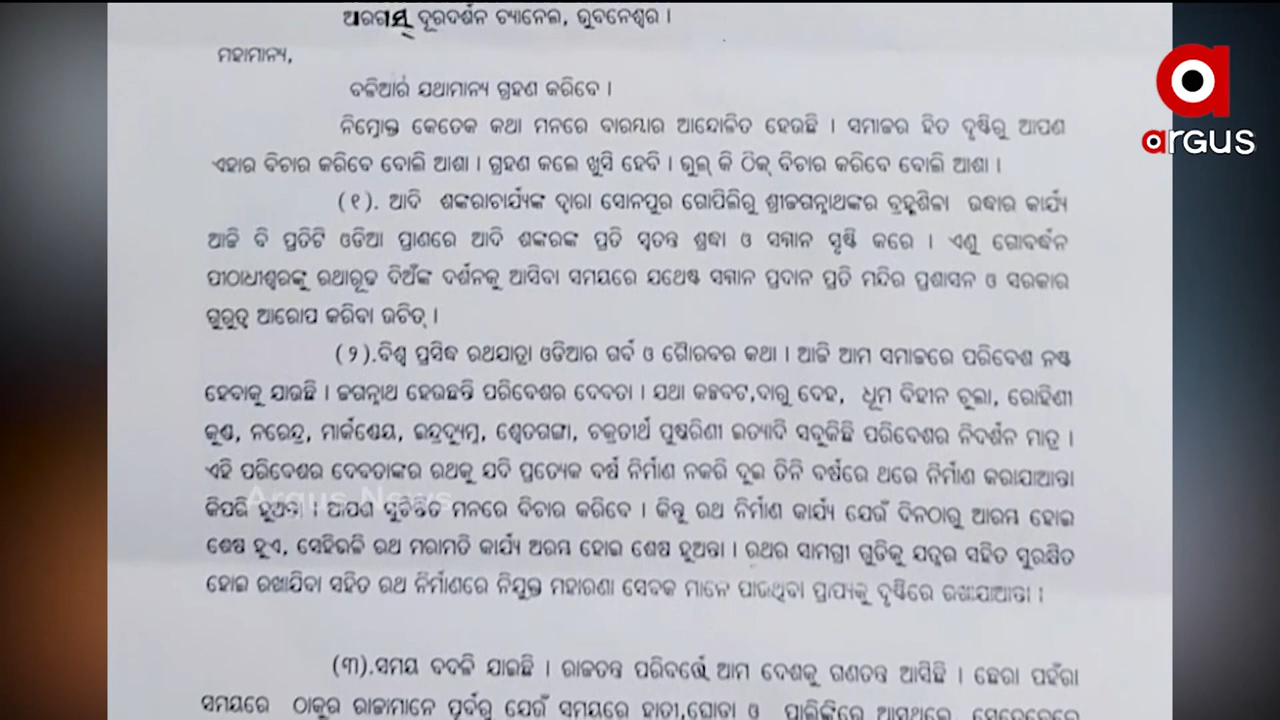 ଆରଗସ୍ ଦୂରଦର୍ଶନ ଚ୍ୟାନେଲ, ଭୁବନେଶ୍ୱର ।
ମହାମାନ୍ୟ,
ବଳିଆର ଯଥାମାନ୍ୟ ଗ୍ରହଣ କରିବେ ।
ନିମ୍ନୋକ୍ତ କେତେକ କଥା ମନରେ ବାରମ୍ବାର ଆନ୍ଦୋଳିତ ହେଉଛି । ସମାଜର ହିତ ଦୃଷ୍ଟିରୁ ଆପଣ
ଏହାର ବିଚାର କରିବେ ବୋଲି ଆଶା । ଗ୍ରହଣ କଲେ ଖୁସି ହେବି । ଭୁଲ୍ କି ଠିକ୍ ବିଚାର କରିବେ ବୋଲି ଆଶା ।
(୧). ଆଦି ଶଙ୍କରାଚାର୍ଯ୍ୟଙ୍କ ଦ୍ୱାରା ସୋନପୁର ଗୋପିଲିରୁ ଶ୍ରୀଜଗନ୍ନାଥଙ୍କର ବ୍ରହ୍ମଶିଳା ଉଦ୍ଧାର କାର୍ଯ୍ୟ
ଆଜି ବି ପ୍ରତିଟି ଓଡିଆ ପ୍ରାଣରେ ଆଦି ଶଙ୍କରଙ୍କ ପ୍ରତି ସ୍ୱତନ୍ତ ଶ୍ରଦ୍ଧା ଓ ସମ୍ମାନ ସୃଷ୍ଟି କରେ । ଏଣୁ ଗୋବର୍ଦ୍ଧନ
ପୀଠାଧୀଶ୍ୱରଙ୍କୁ ରଥାରୂଢ ଦିଅଁଙ୍କ ଦର୍ଶନକୁ ଆସିବା ସମୟରେ ଯଥେଷ୍ଟ ସମ୍ମାନ ପ୍ରଦାନ ପ୍ରତି ମନ୍ଦିର ପ୍ରଶାସନ ଓ ସରକାର
ଗୁରୁତ୍ୱ ଆରୋପ କରିବା ଉଚିତ୍ ।
(୨).ବିଶ୍ୱ ପ୍ରସିଦ୍ଧ ରଥଯାତ୍ରା ଓଡିଆର ଗର୍ବ ଓ ଗୌରବର କଥା । ଆଜି ଆମ ସମାଜରେ ପରିବେଶ ନଷ୍ଟ
ହେବାକୁ ଯାଉଛି । ଜଗନ୍ନାଥ ହେଉଛନ୍ତି ପରିବେଶର ଦେବତା । ଯଥା କଳ୍ପବଟ,ଦାରୁ ଦେହ, ଧୂମ ବିହୀନ ଚୁଲା, ରୋହିଣୀ
କୁଣ୍ଡ, ନରେନ୍ଦ୍ର, ମାର୍କଣ୍ଡେୟ, ଇନ୍ଦ୍ରଦ୍ୟୁମ୍ନ, ଶ୍ୱେତଗଙ୍ଗା, ଚକ୍ରତୀର୍ଥ ପୁଷ୍କରିଣୀ ଇତ୍ୟାଦି ସବୁକିଛି ପରିବେଶର ନିଦର୍ଶନ ମାତ୍ର ।
ଏହି ପରିବେଶର ଦେବତାଙ୍କର ରଥକୁ ଯଦି ପ୍ରତ୍ୟେକ ବର୍ଷ ନିର୍ମାଣ ନକରି ଦୁଇ ତିନି ବର୍ଷରେ ଥରେ ନିର୍ମାଣ କରାଯାଆନ୍ତା
କିପରି ହୁଅନ୍ତା । ଆପଣ ସୁଚିନ୍ତିତ ମନରେ ବିଚାର କରିବେ । କିନ୍ତୁ ରଥ ନିର୍ମାଣ କାର୍ଯ୍ୟ ଯେଉଁ ଦିନଠାରୁ ଆରମ୍ଭ ହୋଇ
ଶେଷ ହୁଏ, ସେହିଭଳି ରଥ ମରାମତି କାର୍ଯ୍ୟ ଅରମ୍ଭ ହୋଇ ଶେଷ ହୁଅନ୍ତା । ରଥର ସାମଗ୍ରୀ ଗୁଡିକୁ ଯତ୍ନର ସହିତ ସୁରକ୍ଷିତ
ହୋଇ ରଖାଯିବା ସହିତ ରଥ ନିର୍ମାଣରେ ନିଯୁକ୍ତ ମହାରଣା ସେବକ ମାନେ ପାଉଥିବା ପ୍ରାପ୍ୟକୁ ଦୃଷ୍ଟିରେ ରଖାଯାଆନ୍ତା ।
(୩).ସମୟ ବଦଳି ଯାଇଛି । ରାଜତନ୍ତ ପରିବର୍ତ୍ତେ ଆମ ଦେଶକୁ ଗଣତନ୍ତ ଆସିଛି । ଛେରା ପହଁରା
ସମୟରେ ଠାକୁର ରାଜାମାନେ ପୂର୍ବରୁ ଯେଉଁ ସମୟରେ ହାତୀ,ଘୋଡା ଓ ପାଲିଙ୍କିରେ ଆସୁଥିଲେ, ସେତେବେଳେ
argus
Argus News